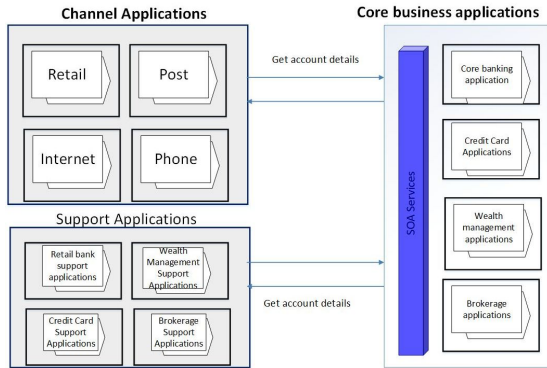 Channel Applications
Retail
Post
Internet
Phone
Support Applications
Retail bank
support
applications
Wealth
Management
Support
Applications
Credit Card
Support
Applications
Brokerage
Support
Applications
Get account details
Get account details
Core business applications
SOA Services
Core banking
application
Credit Card
Applications
Wealth
management
applications
Brokerage
applications